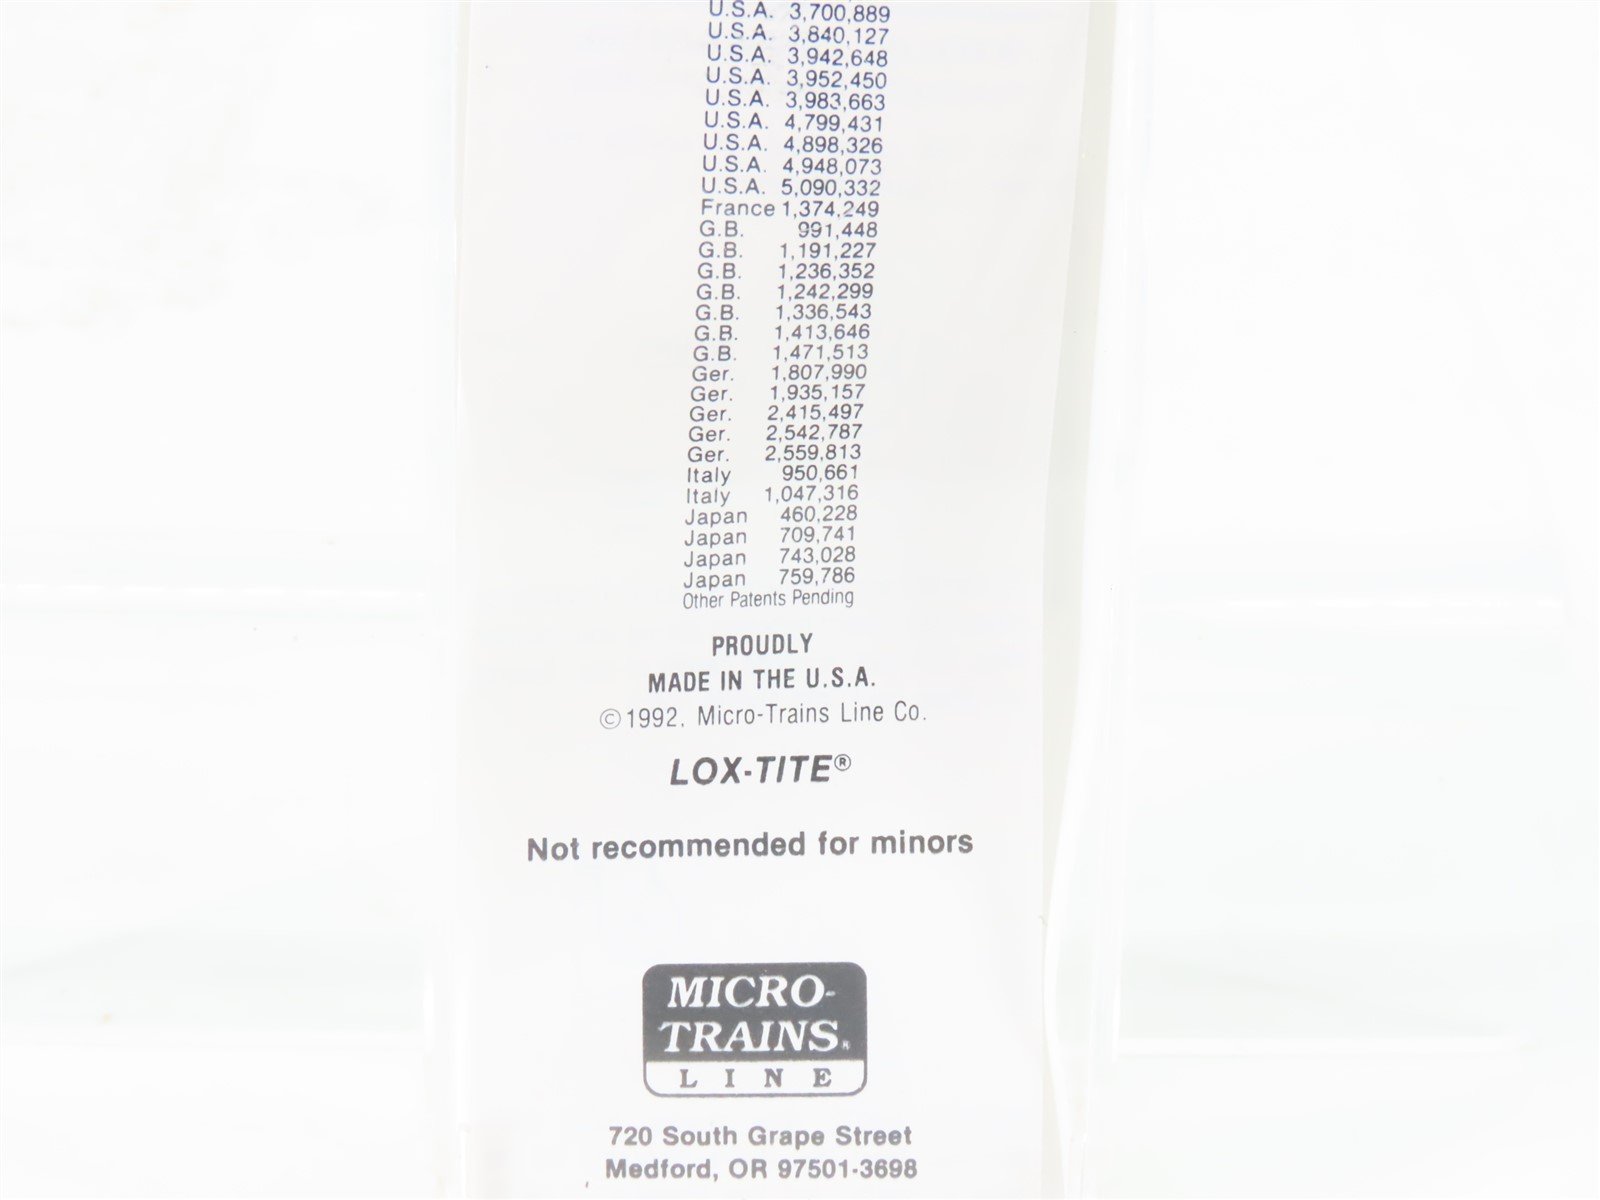 U.S.A. 3,700,889
U.S.A. 3,840,127
U.S.A. 3,942,648
U.S.A. 3,952,450
U.S.A. 3,983,663
U.S.A. 4,799,431
U.S.A. 4,898,326
U.S.A. 4,948,073
U.S.A. 5,090,332
France 1,374,249
G.B. 991,448
G.B. 1,191,227
G.B. 1,236,352
G.B. 1,242,299
G.B. 1,336,543
G.B. 1,413,646
G.B. 1,471,513
Ger. 1,807,990
Ger. 1,935,157
Ger. 2,415,497
Ger. 2,542,787
Ger. 2,559,813
Italy 950,661
Italy 1,047,316
Japan 460,228
Japan 709,741
Japan 743,028
Japan 759,786
Other Patents Pending
PROUDLY
MADE IN THE U.S.A.
©1992. Micro-Trains Line Co.
LOX-TITE®
Not recommended for minors
MICRO-
TRAINS®
LINE
720 South Grape Street
Medford, OR 97501-3698